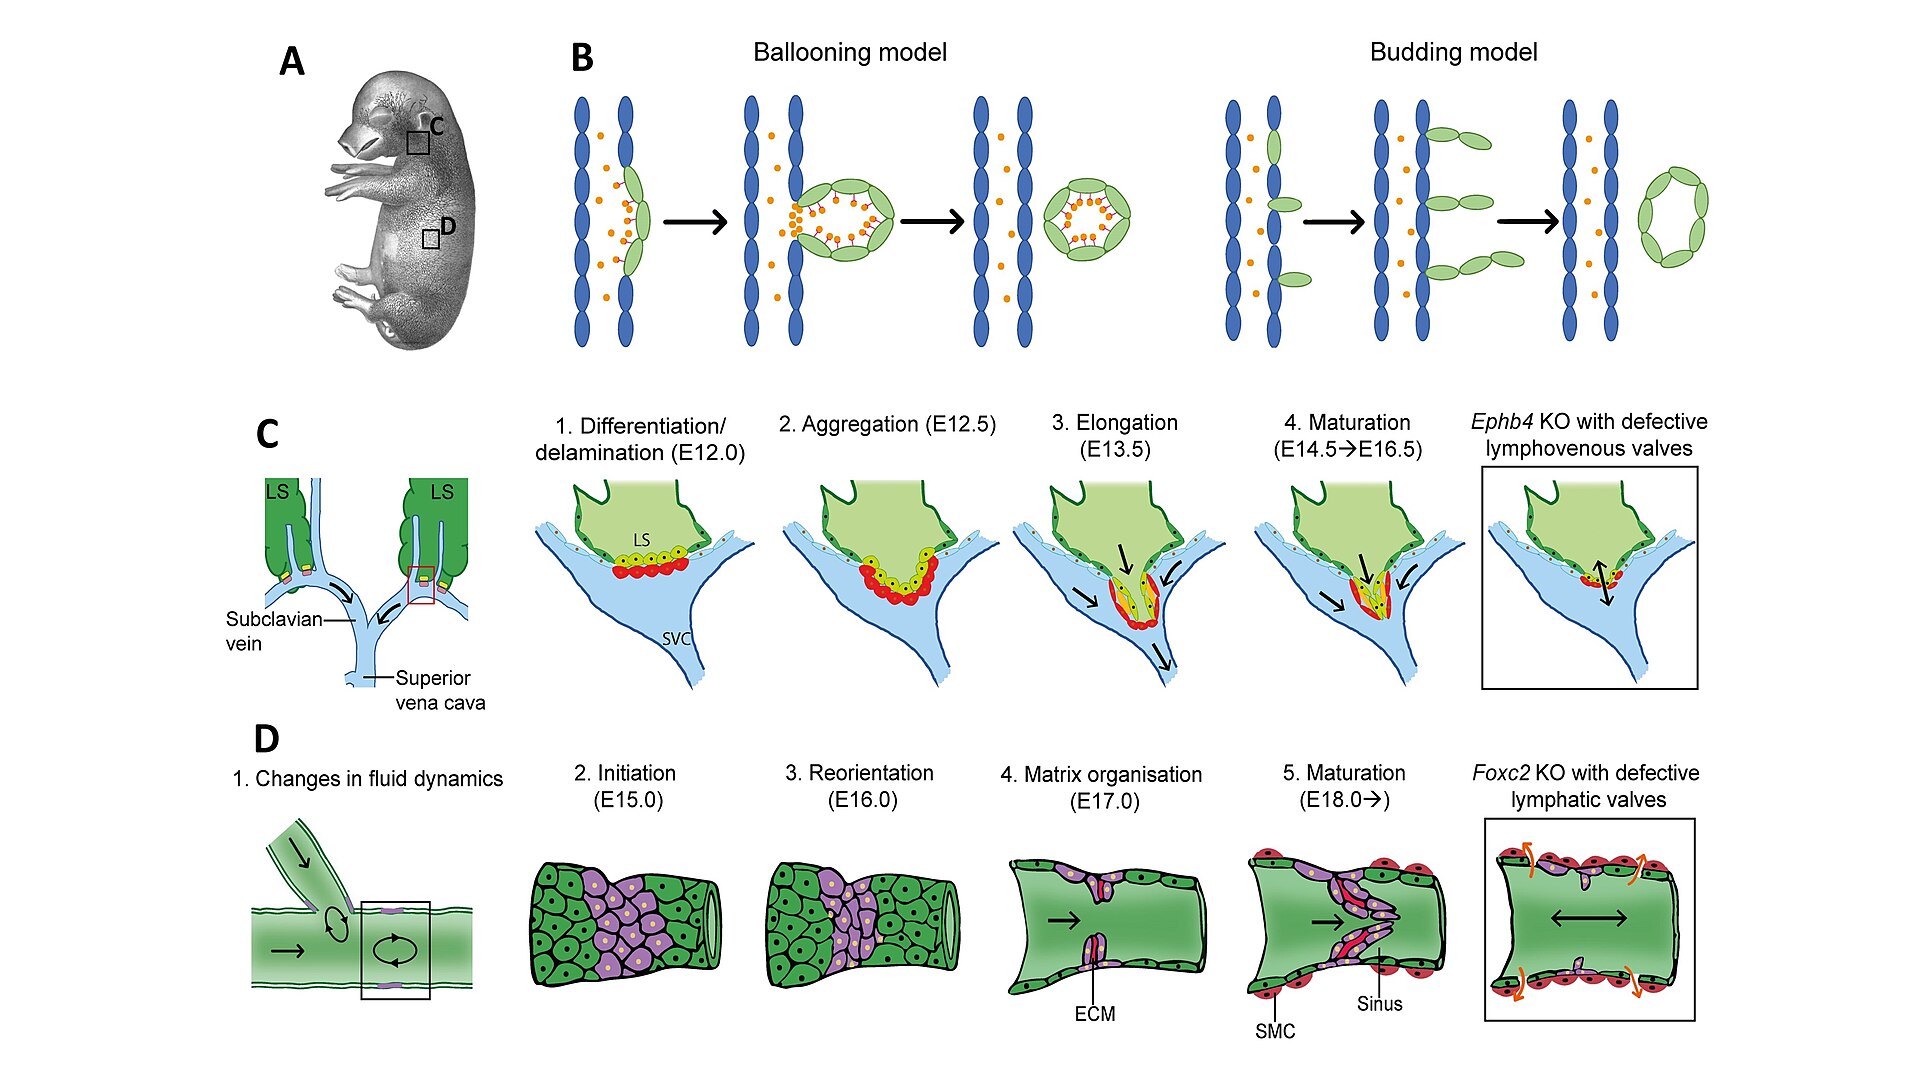 A
C
D
B
Ballooning model
Budding model
C
LS
LS
Subclavian
vein
Superior
vena cava
1. Differentiation/
delamination (E12.0)
LS
SVC
2. Aggregation (E12.5)
3. Elongation
(E13.5)
4. Maturation
(E14.5→E16.5)
Ephb4 KO with defective
lymphovenous valves
D
1. Changes in fluid dynamics
2. Initiation
(E15.0)
3. Reorientation
(E16.0)
4. Matrix organisation
(E17.0)
ECM
5. Maturation
(E18.0→)
Sinus
SMC
Foxc2 KO with defective
lymphatic valves